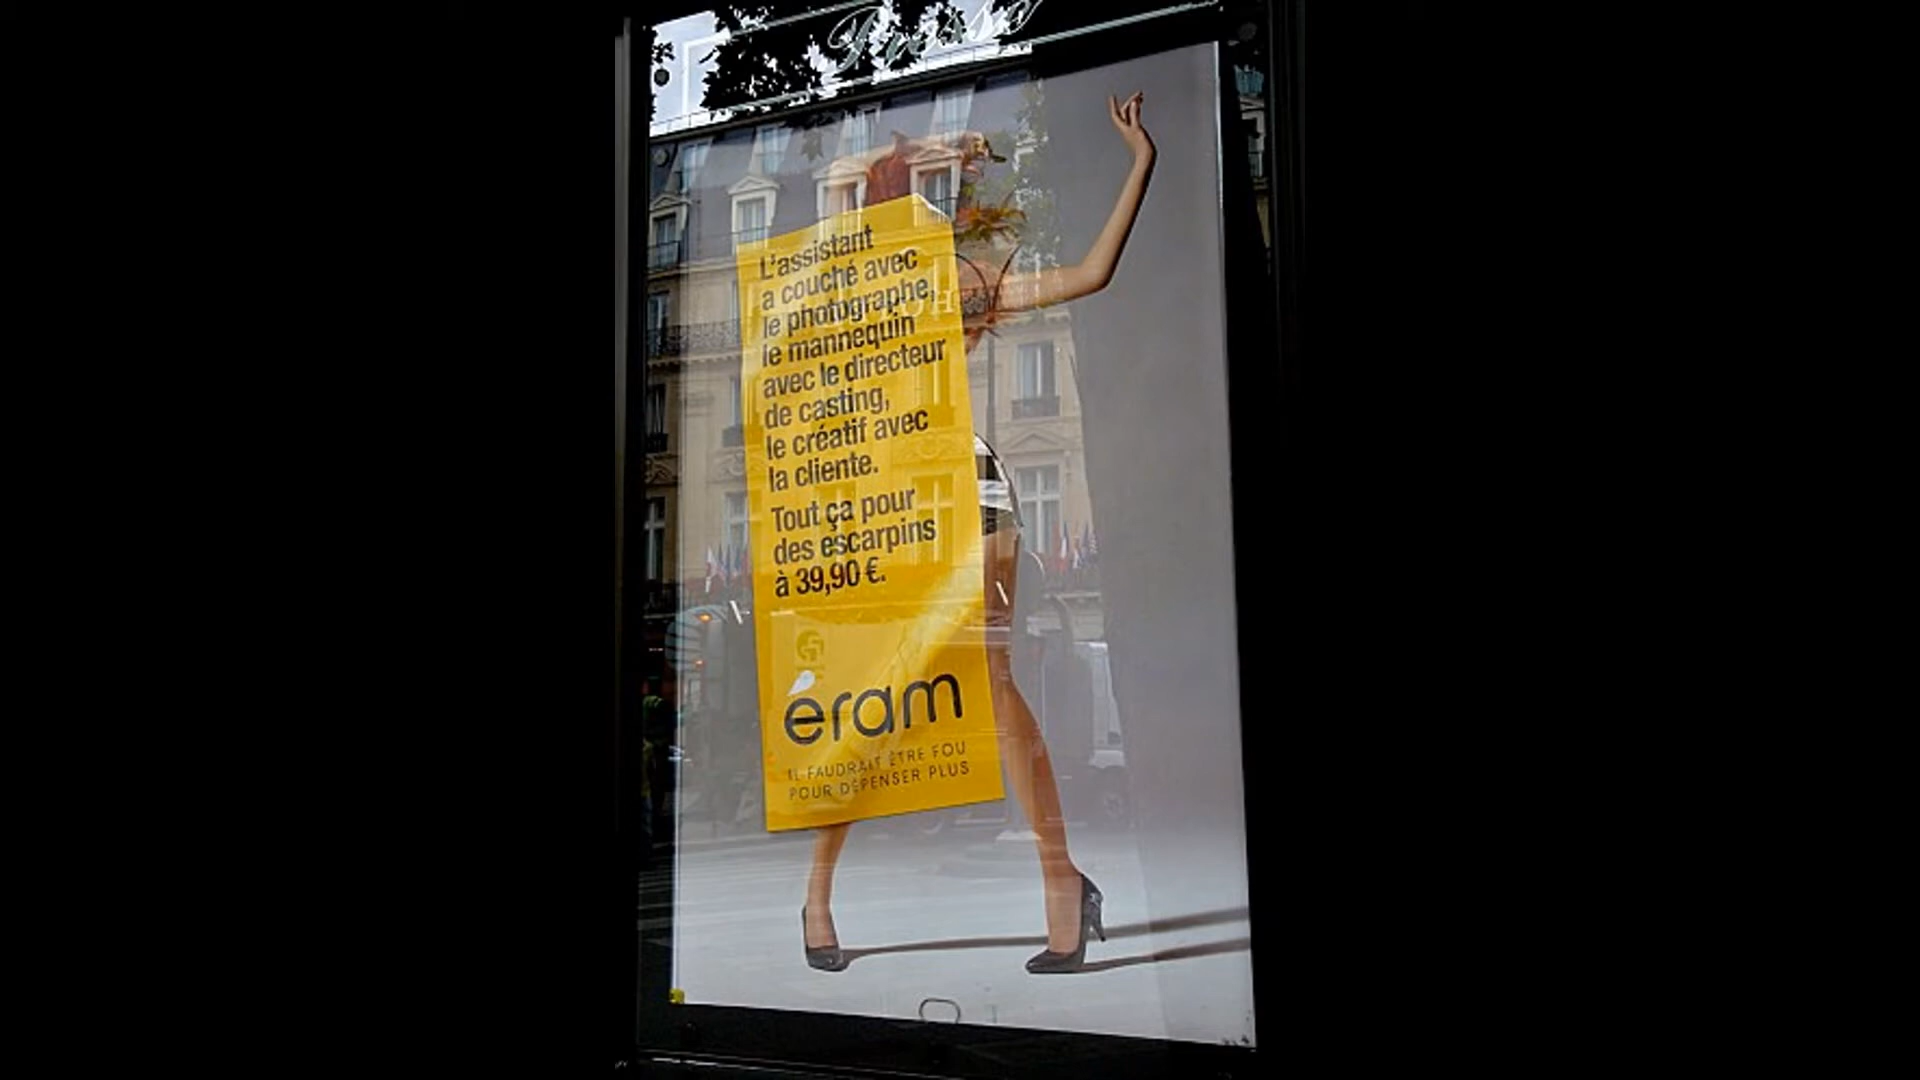 Presse
L'assistant
a couché avec
le photographe,
le mannequin
avec le directeur
de casting,
le créatif avec
la cliente.
Tout ça pour
des escarpins
à 39,90 €.
éram
IL FAUDRAIT ÊTRE FOU
POUR DÉPENSER PLUS